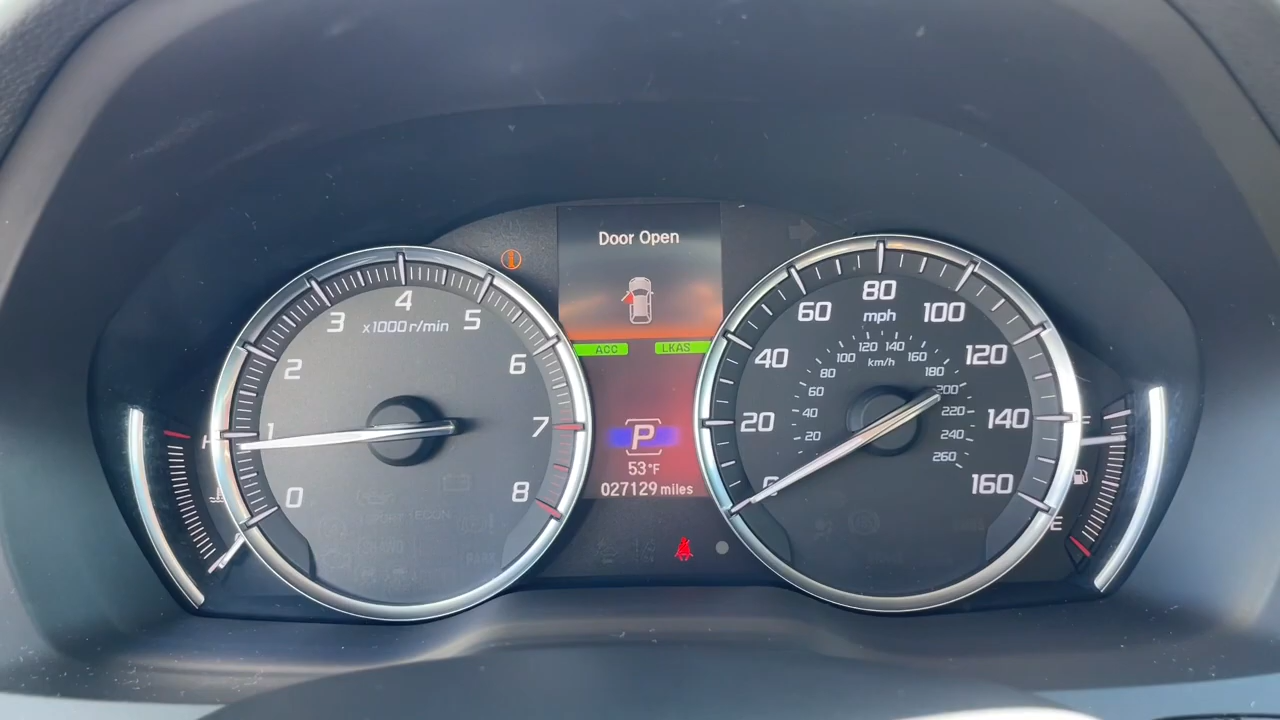 Door Open
ACC
LKAS
P
53°F
027129 miles
0
1
2
3
4
5
6
7
8
x1000 r/min
H
20
40
60
80
100
120
140
160
mph
20
40
60
80
100
120
140
160
180
200
220
240
260
km/h
E